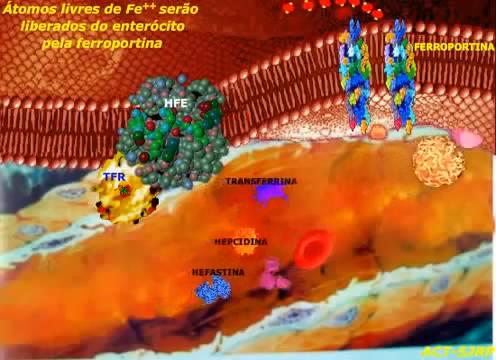 Átomos livres de Fe++ serão
liberados do enterócito
pela ferroportina
FERROPORTINA
HFE
TFR
TRANSFERRINA
HEPCIDINA
HEFASTINA
ACT-SJRP